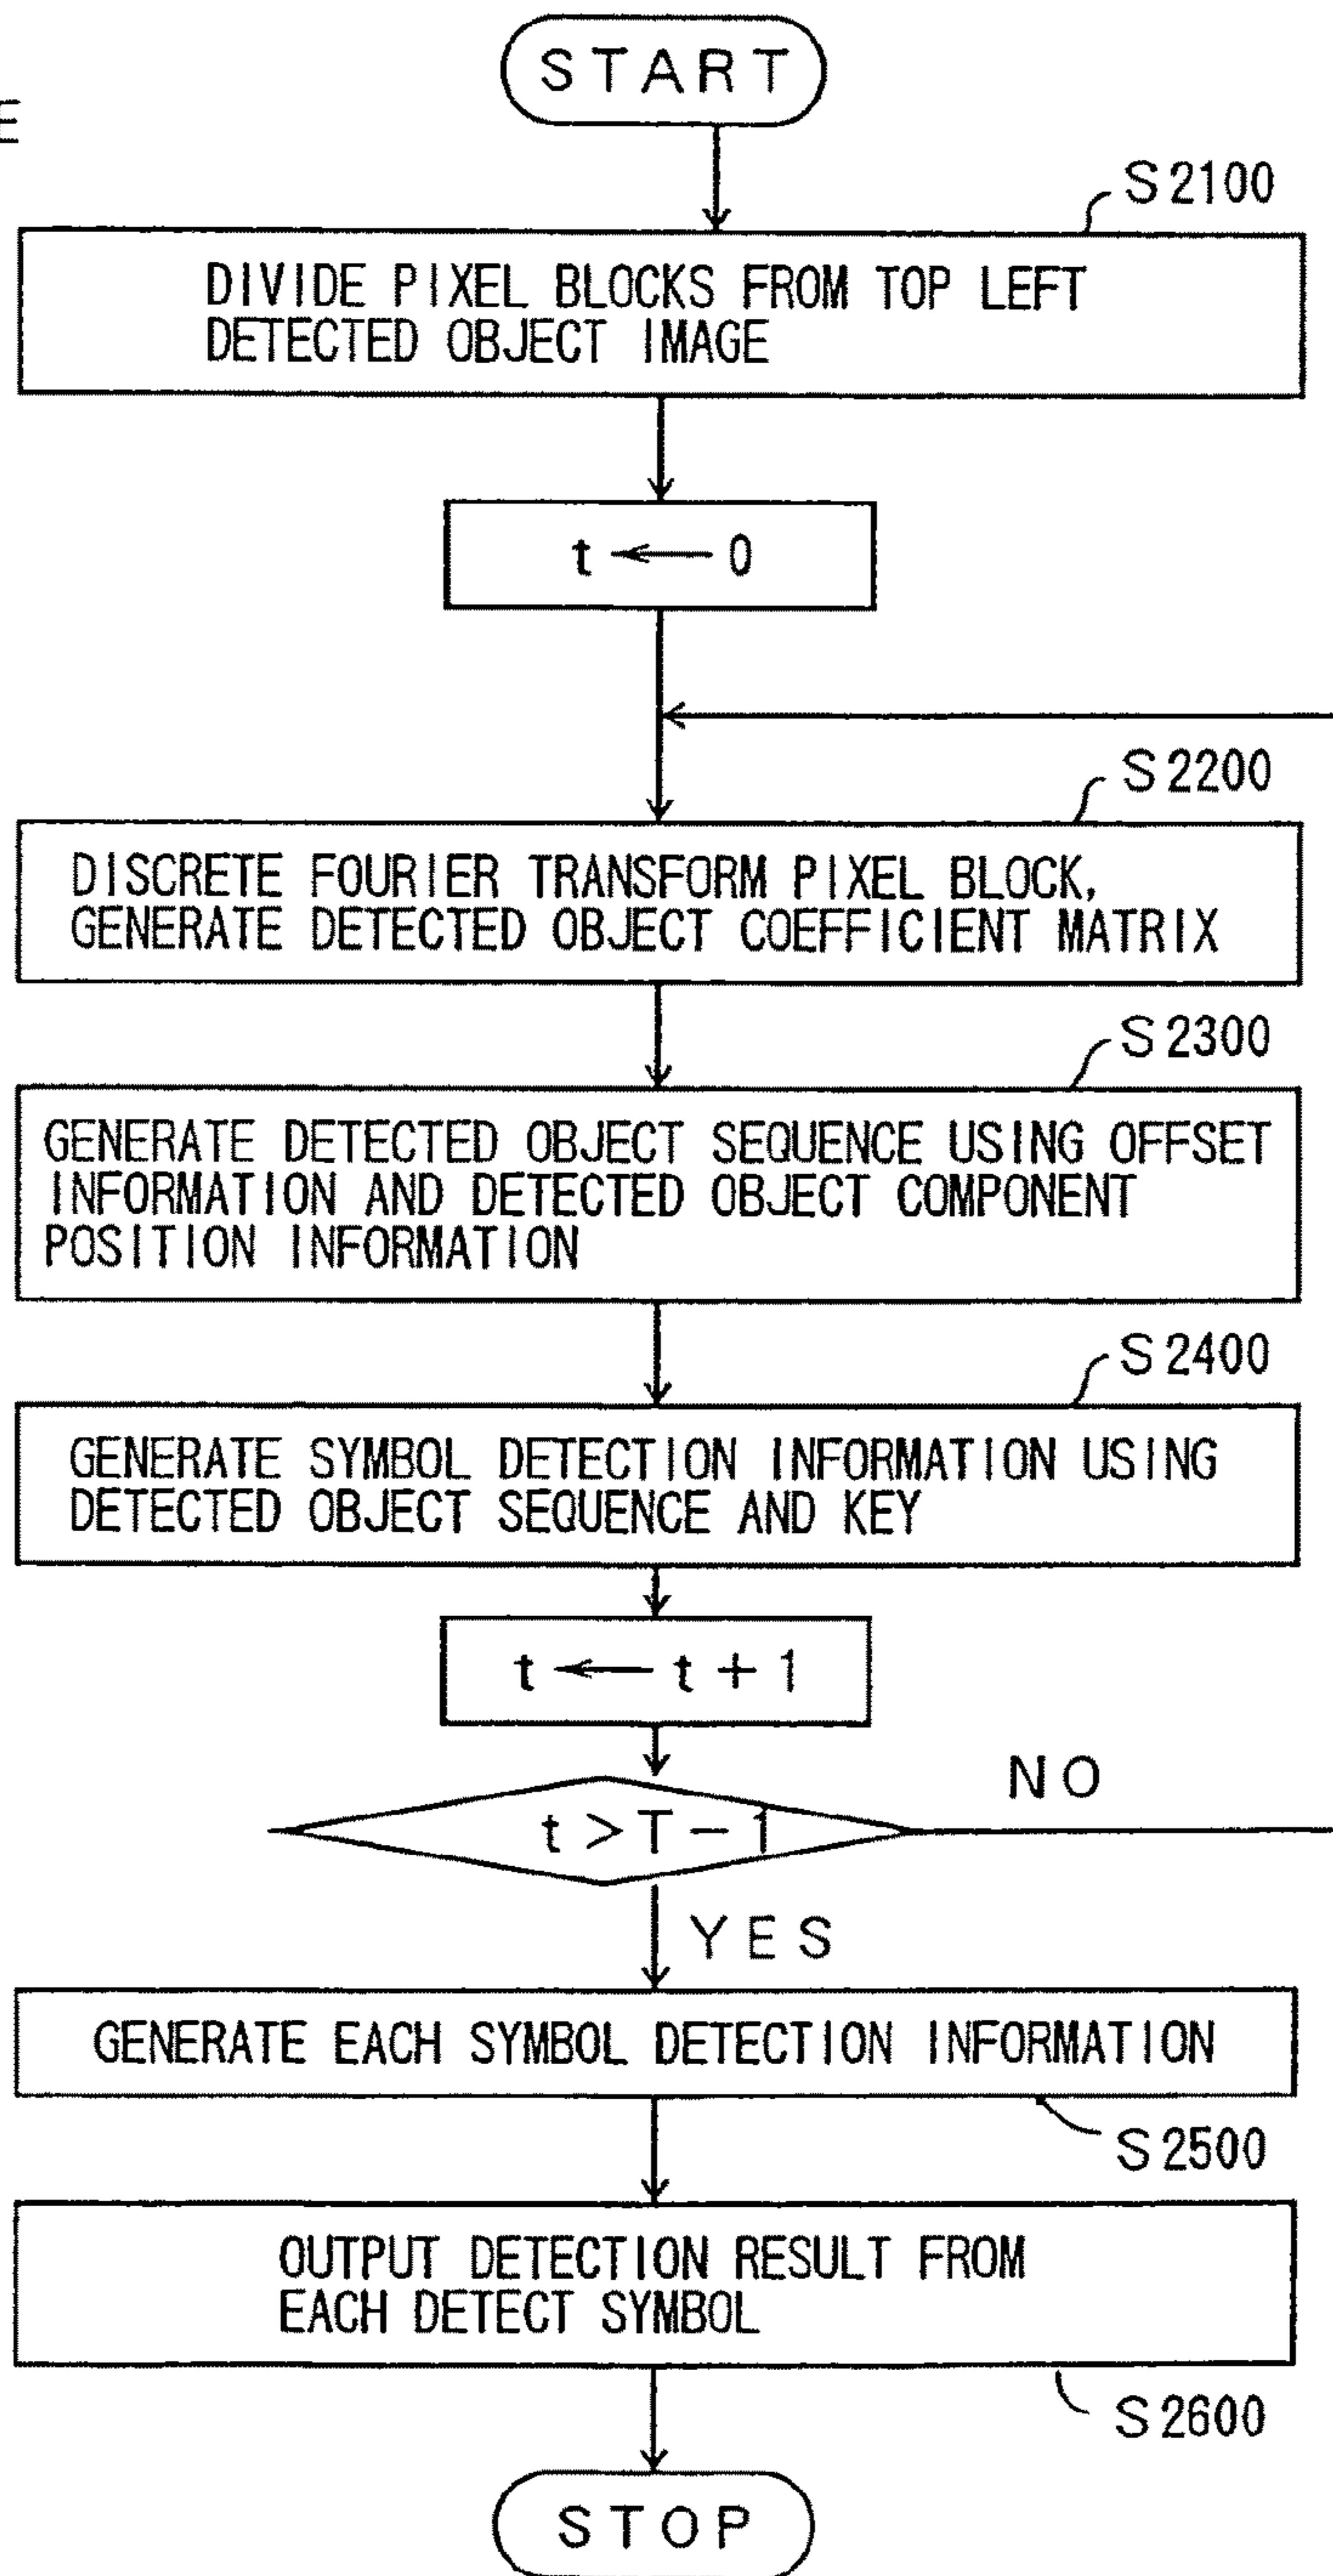 START
E
S2100
DIVIDE PIXEL BLOCKS FROM TOP LEFT
DETECTED OBJECT IMAGE
t ← 0
S2200
DISCRETE FOURIER TRANSFORM PIXEL BLOCK,
GENERATE DETECTED OBJECT COEFFICIENT MATRIX
S2300
GENERATE DETECTED OBJECT SEQUENCE USING OFFSET
INFORMATION AND DETECTED OBJECT COMPONENT
POSITION INFORMATION
S2400
GENERATE SYMBOL DETECTION INFORMATION USING
DETECTED OBJECT SEQUENCE AND KEY
t ← t + 1
NO
t > T - 1
YES
GENERATE EACH SYMBOL DETECTION INFORMATION
S2500
OUTPUT DETECTION RESULT FROM
EACH DETECT SYMBOL
S2600
STOP